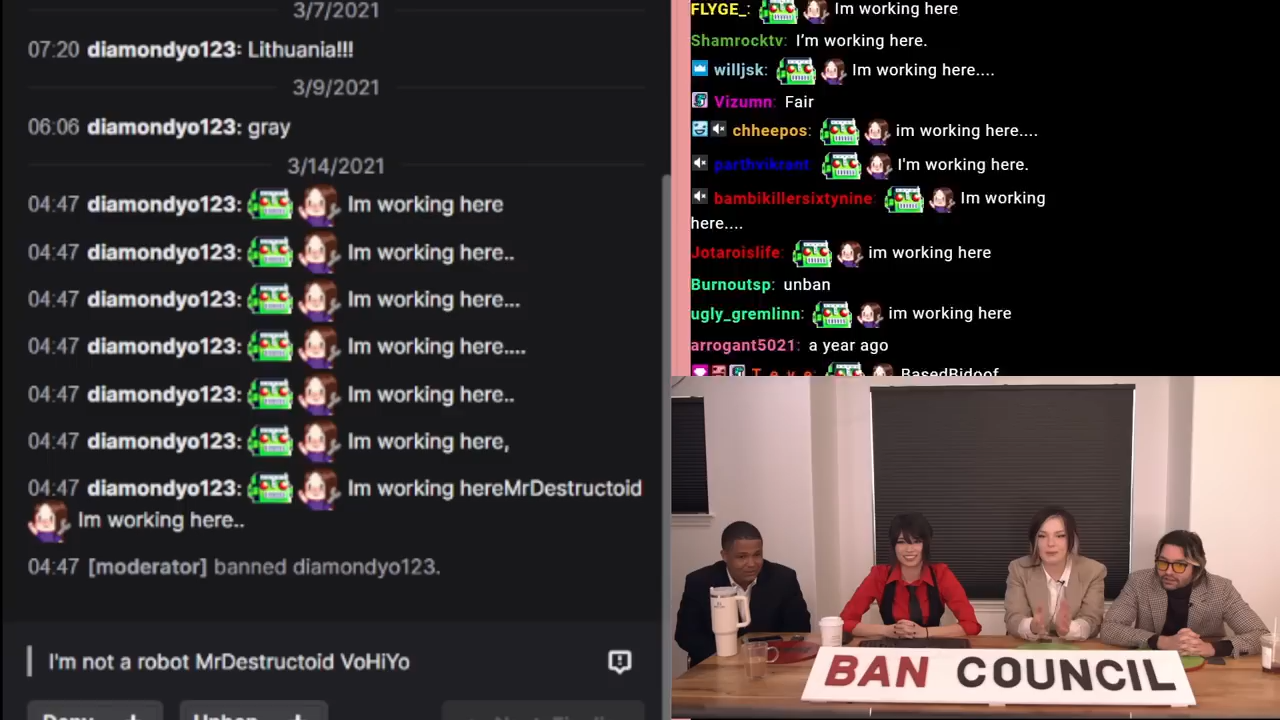 3/7/2021
07:20 diamondyo123: Lithuania!!!
3/9/2021
06:06 diamondyo123: gray
3/14/2021
04:47 diamondyo123: Im working here
04:47 diamondyo123: Im working here..
04:47 diamondyo123: Im working here...
04:47 diamondyo123: Im working here....
04:47 diamondyo123: Im working here..
04:47 diamondyo123: Im working here,
04:47 diamondyo123: Im working hereMrDestructoid
Im working here..
04:47 [moderator] banned diamondyo123.
I'm not a robot MrDestructoid VoHiYo
FLYGE_: Im working here
Shamrocktv: I'm working here.
willjsk: Im working here....
Vizumn: Fair
chheepos: im working here....
parthvikrant: I'm working here.
bambikillersixtynine: Im working
here....
Jotaroislife: im working here
Burnoutsp: unban
ugly_gremlinn: im working here
arrogant5021: a year ago
T_e_v_e: BasedBidoof
BAN COUNCIL